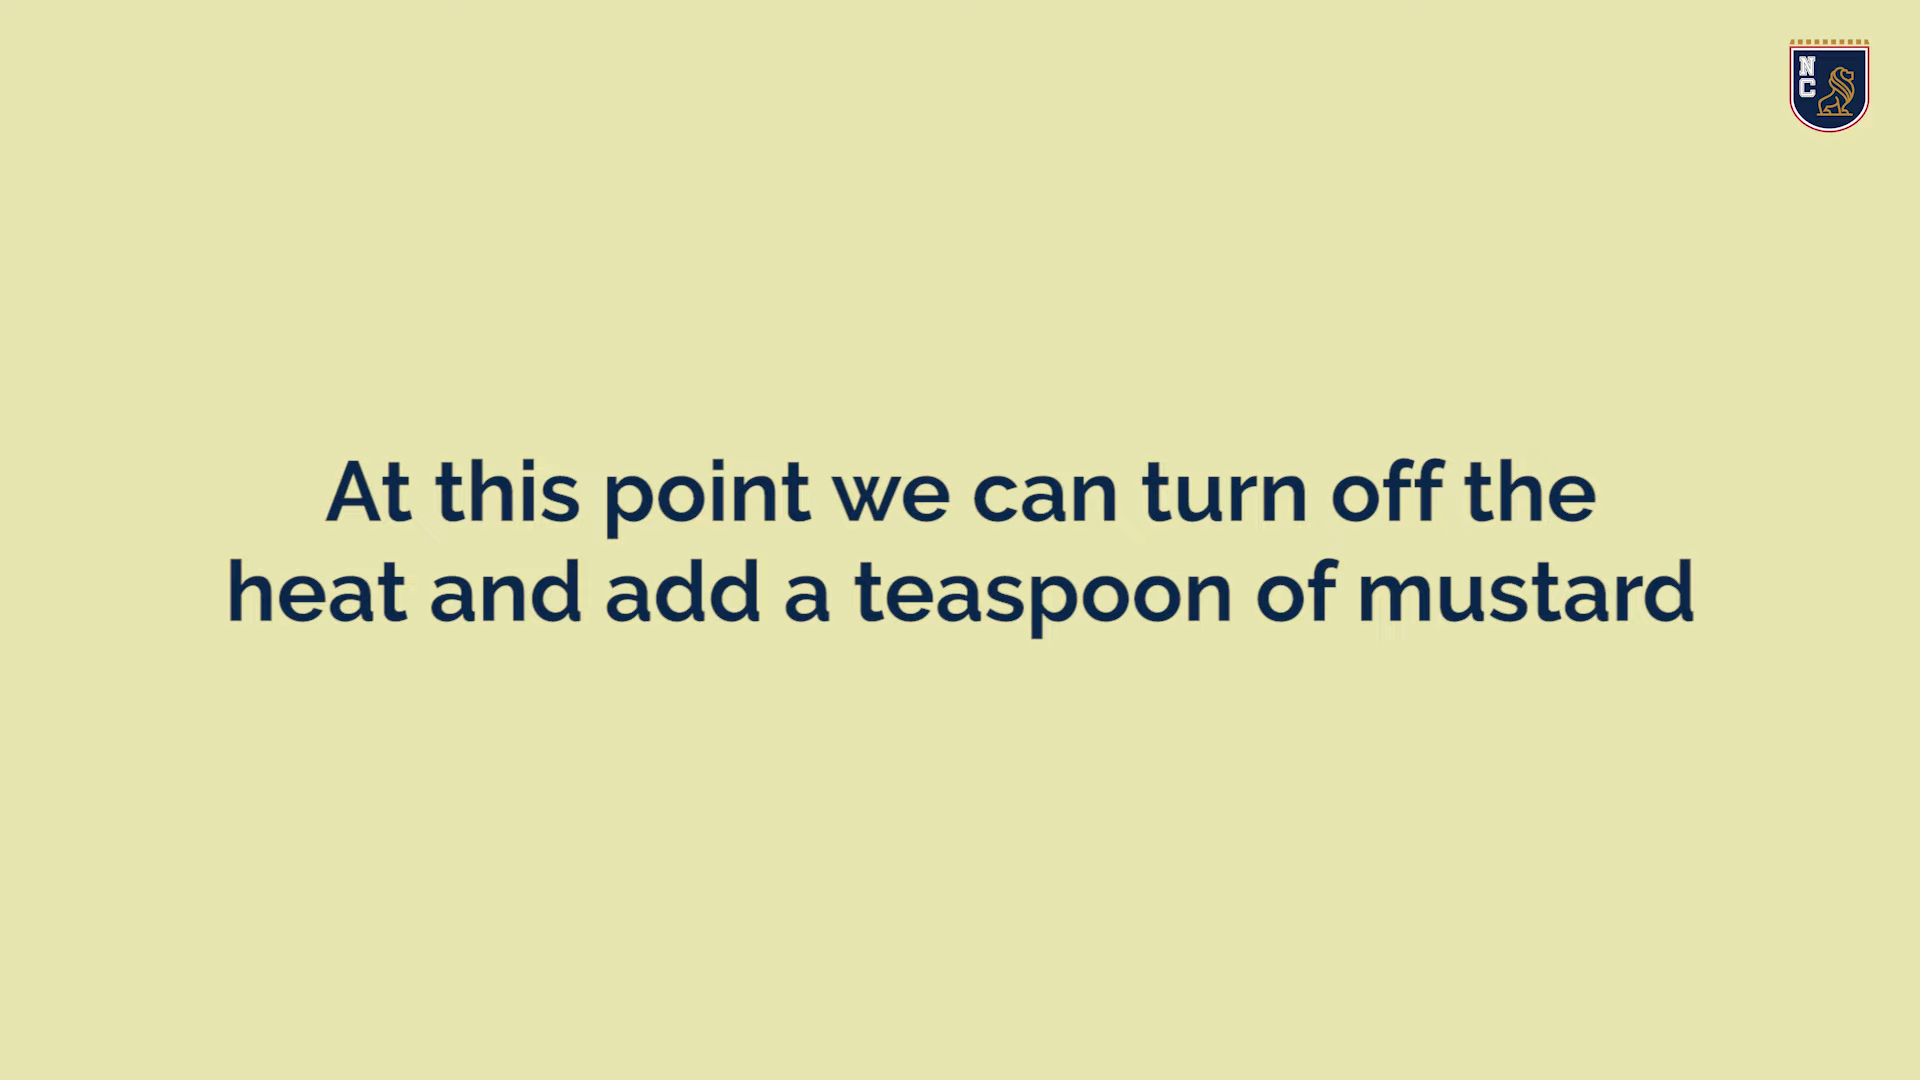 N
C
At this point we can turn off the
heat and add a teaspoon of mustard